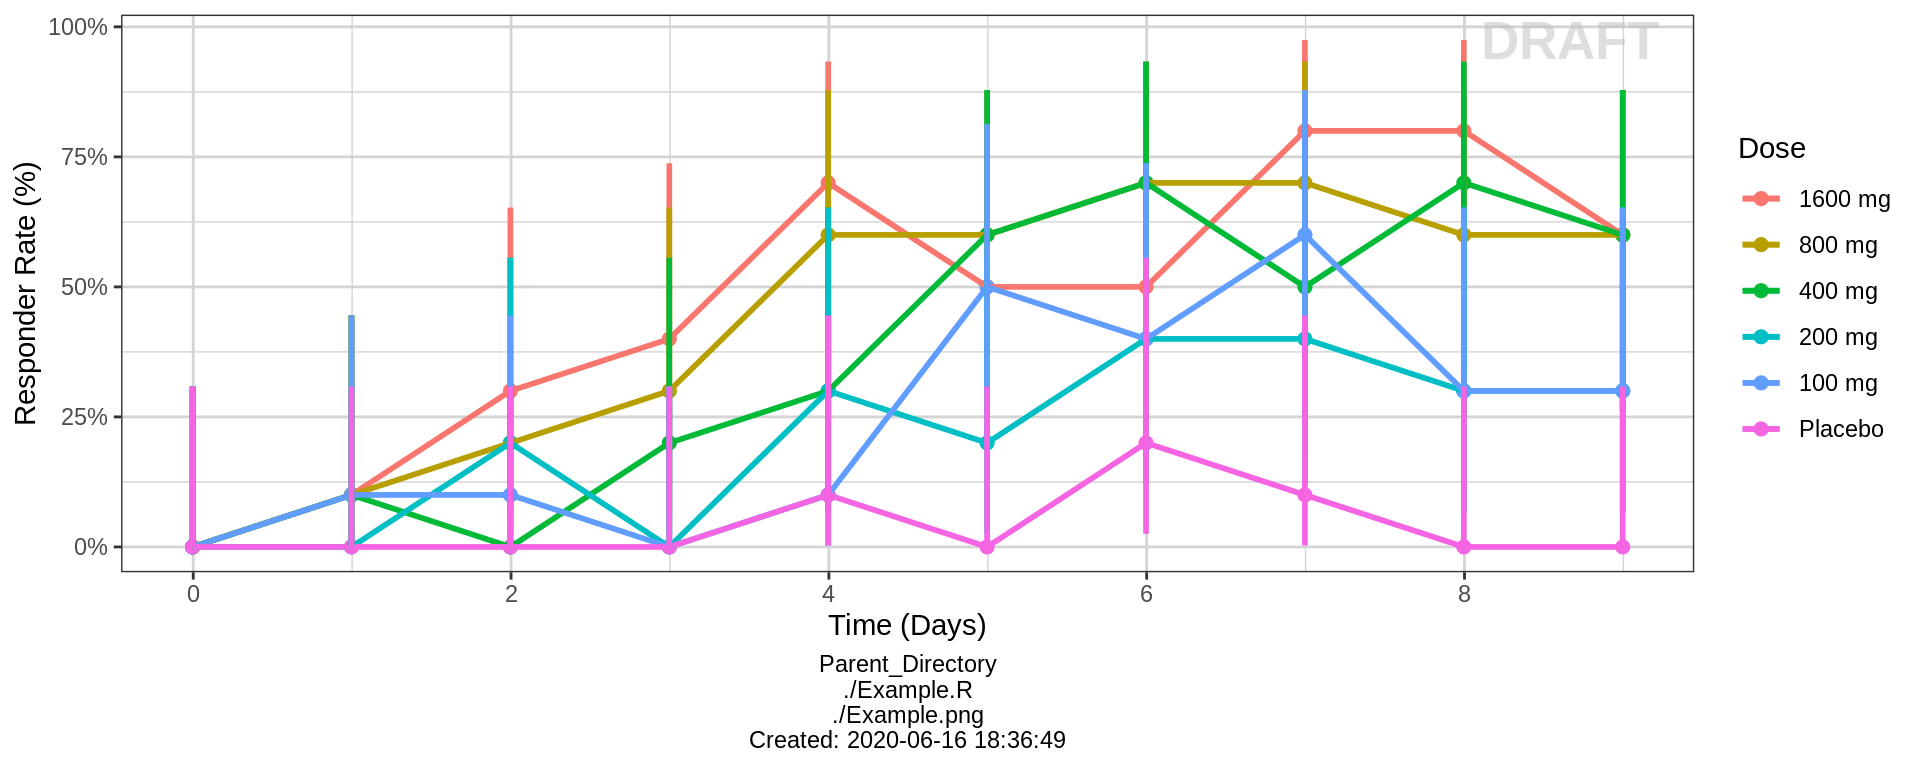 DRAFT
100%
75%
50%
25%
0%
Responder Rate (%)
0 2 4 6 8
Time (Days)
Dose
1600 mg
800 mg
400 mg
200 mg
100 mg
Placebo
Parent_Directory
./Example.R
./Example.png
Created: 2020-06-16 18:36:49